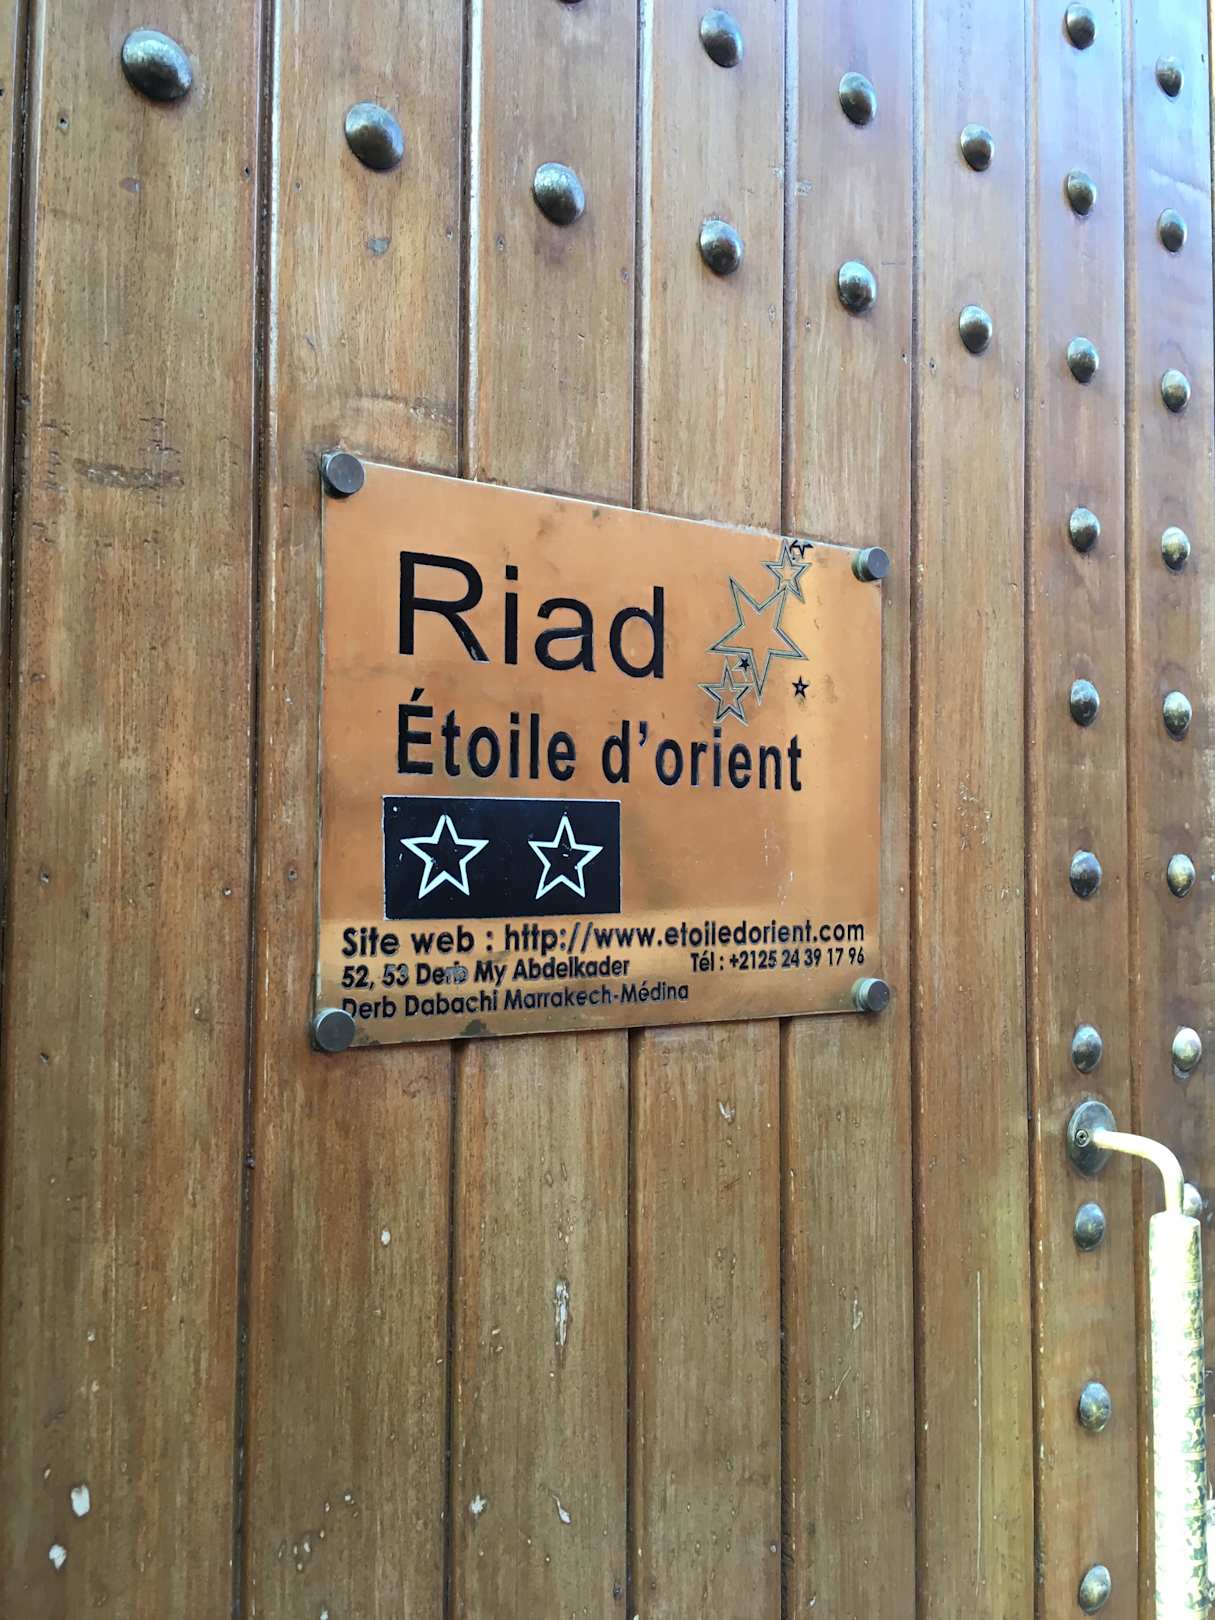 Riad
Étoile d'orient
Site web : http://www.etoiledorient.com
52, 53 Derb My Abdelkader Tél : +2125 24 39 17 96
Derb Dabachi Marrakech-Médina